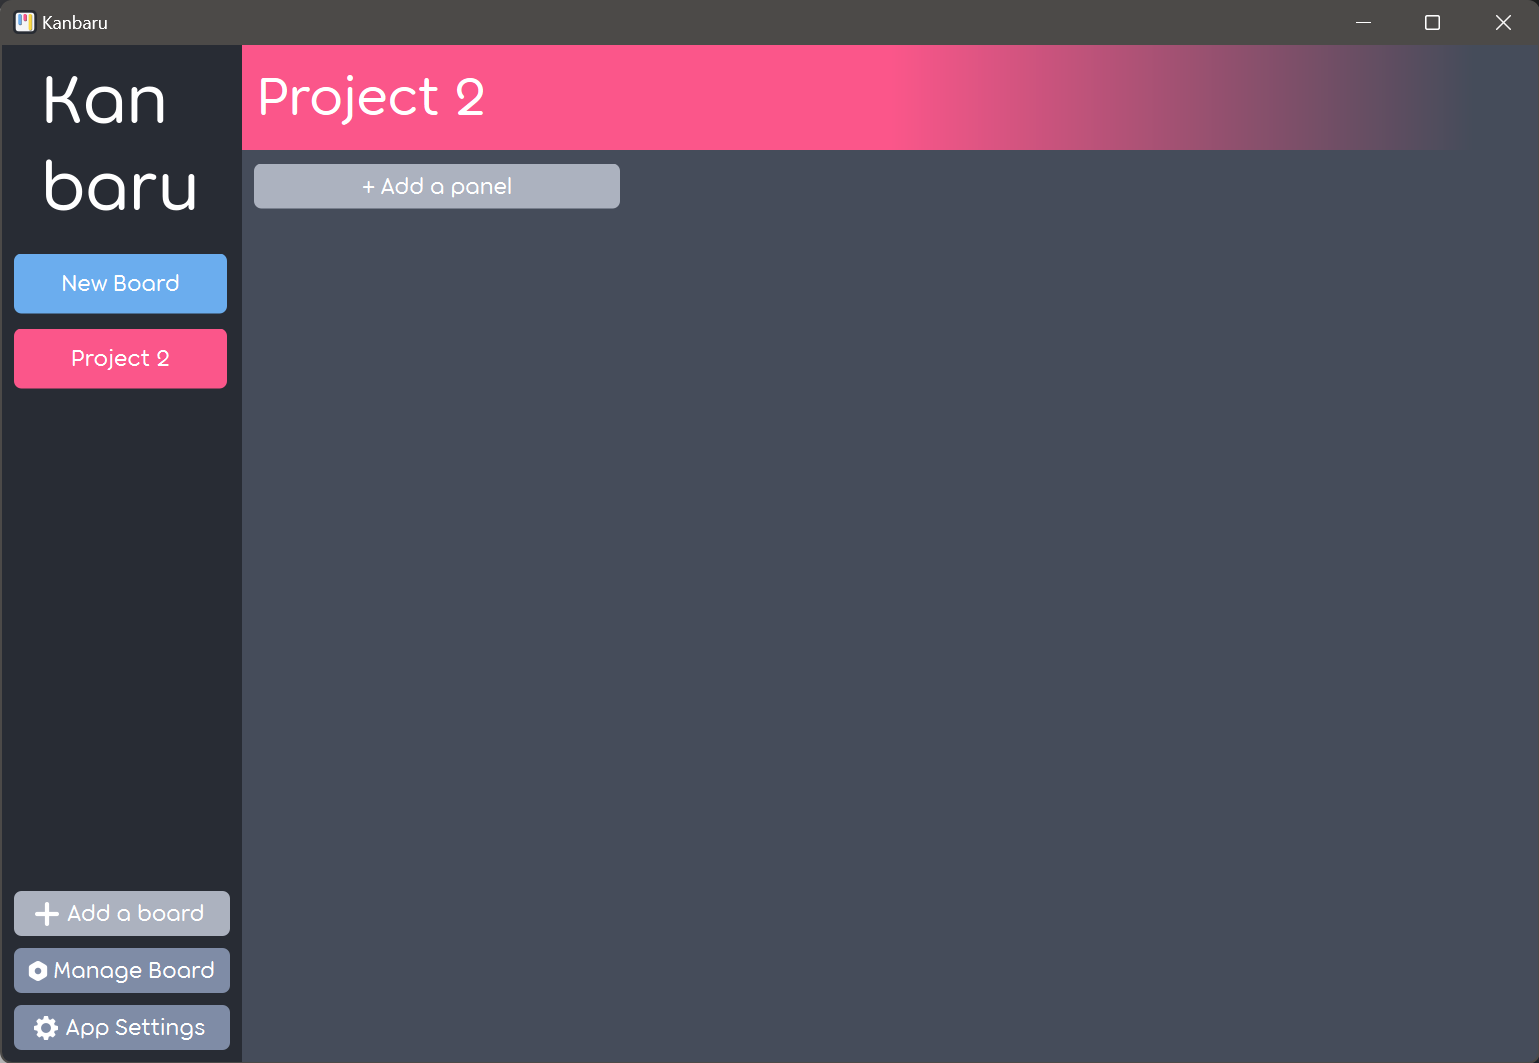 Kanbaru
Kan
baru
New Board
Project 2
Add a board
Manage Board
App Settings
Project 2
+ Add a panel